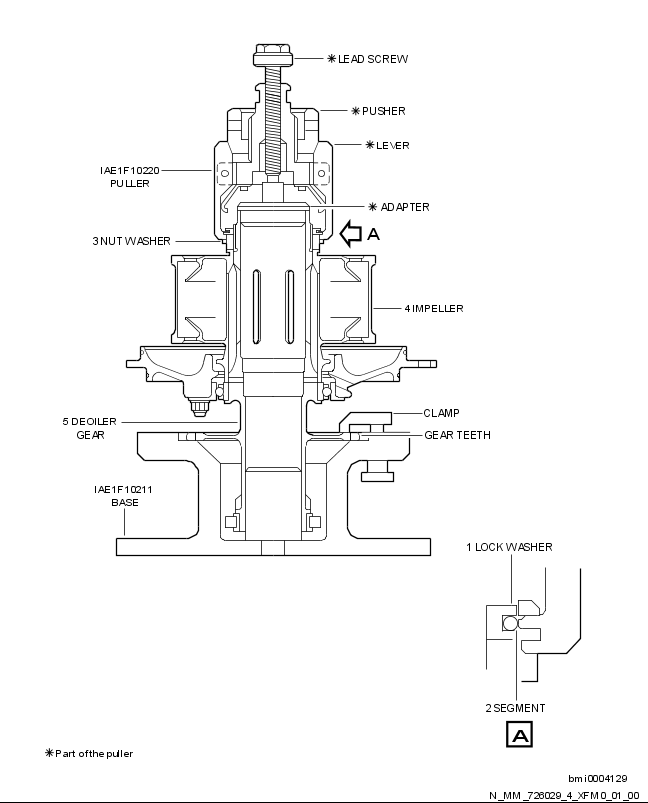 ✳LEAD SCREW
✳PUSHER
✳LEVER
IAE1F10220
PULLER
✳ADAPTER
A
3 NUT WASHER
4 IMPELLER
CLAMP
5 DEOILER
GEAR
GEAR TEETH
IAE1F10211
BASE
1 LOCK WASHER
2 SEGMENT
A
✳Part of the puller
bmi0004129
N_MM_726029_4_XFM0_01_00